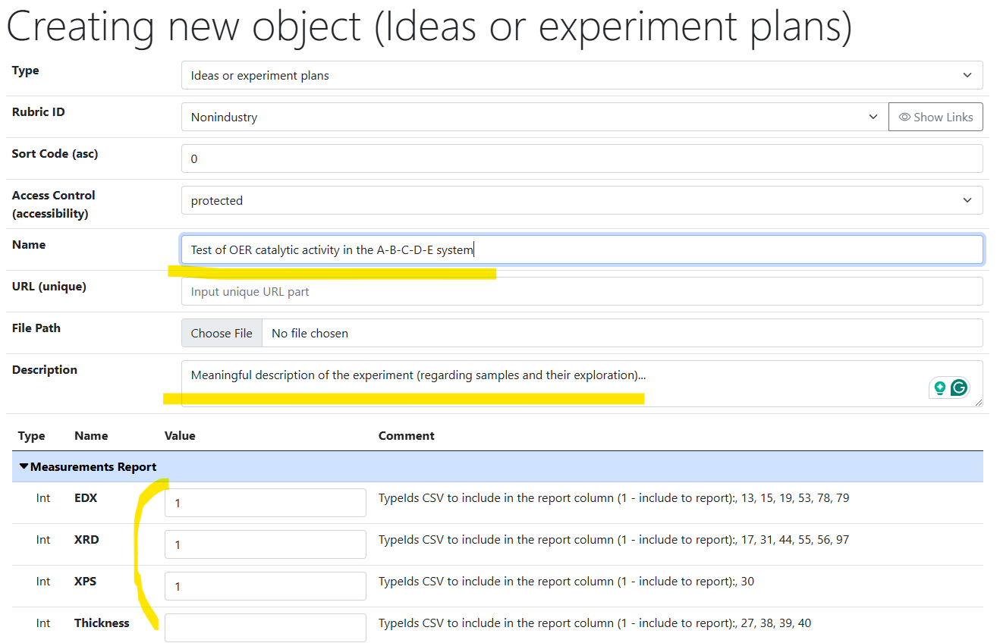 Creating new object (Ideas or experiment plans)
Type
Ideas or experiment plans
Rubric ID
Nonindustry
Show Links
Sort Code (asc)
0
Access Control
(accessibility)
protected
Name
Test of OER catalytic activity in the A-B-C-D-E system
URL (unique)
Input unique URL part
File Path
Choose File No file chosen
Description
Meaningful description of the experiment (regarding samples and their exploration)...
Type Name Value Comment
Measurements Report
Int EDX 1 TypeIds CSV to include in the report column (1 - include to report):, 13, 15, 19, 53, 78, 79
Int XRD 1 TypeIds CSV to include in the report column (1 - include to report):, 17, 31, 44, 55, 56, 97
Int XPS 1 TypeIds CSV to include in the report column (1 - include to report):, 30
Int Thickness TypeIds CSV to include in the report column (1 - include to report):, 27, 38, 39, 40